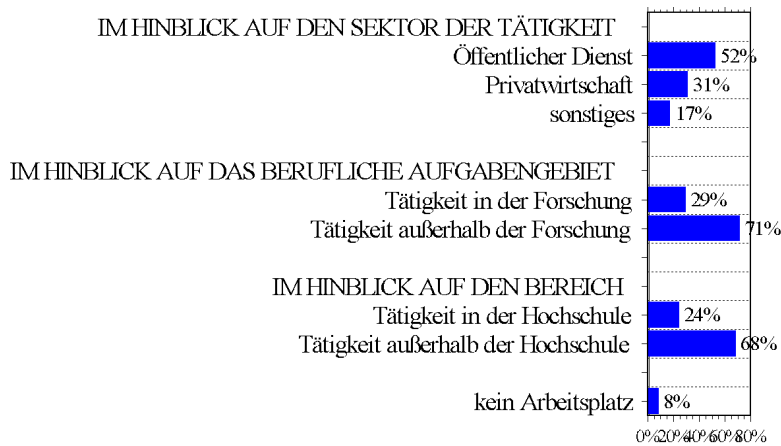 IM HINBLICK AUF DEN SEKTOR DER TÄTIGKEIT
Öffentlicher Dienst 52%
Privatwirtschaft 31%
sonstiges 17%
IM HINBLICK AUF DAS BERUFLICHE AUFGABENGEBIET
Tätigkeit in der Forschung 29%
Tätigkeit außerhalb der Forschung 71%
IM HINBLICK AUF DEN BEREICH
Tätigkeit in der Hochschule 24%
Tätigkeit außerhalb der Hochschule 68%
kein Arbeitsplatz 8%
0% 20% 40% 60% 80%